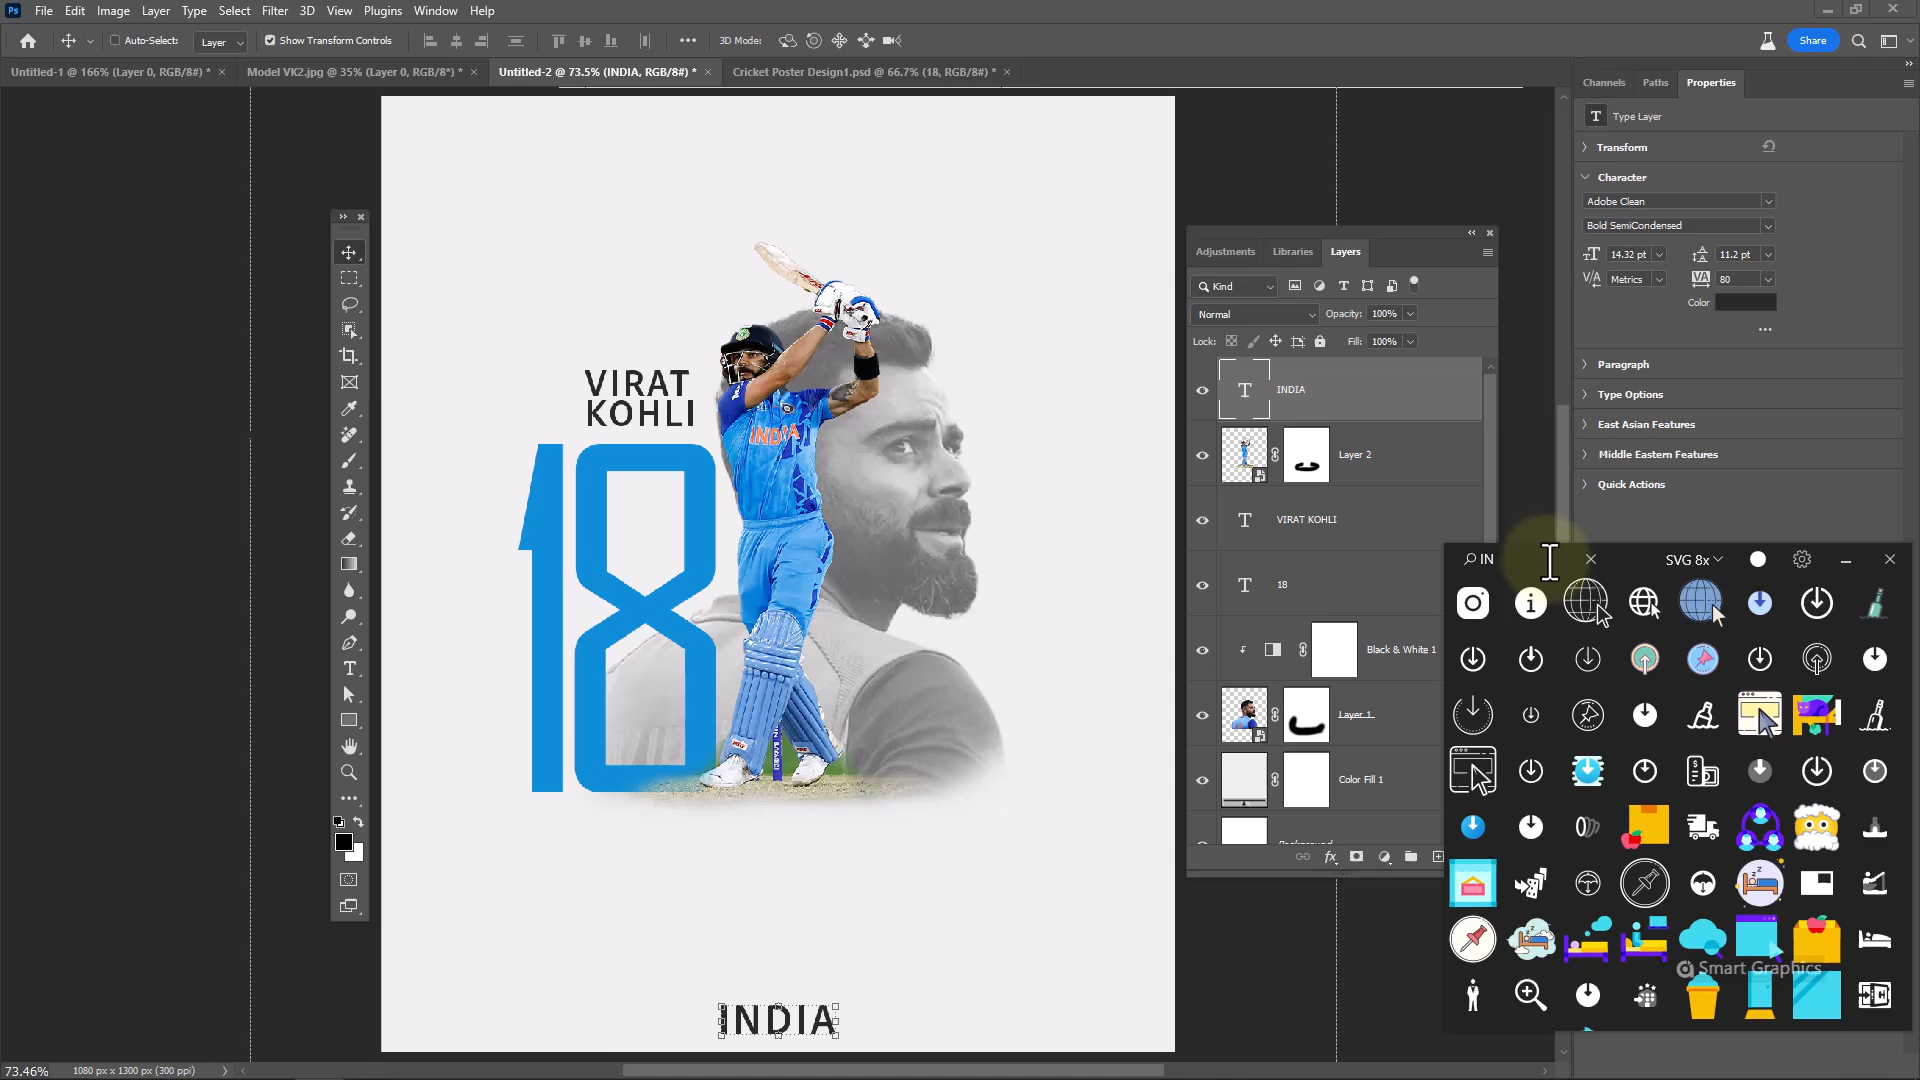 Ps File Edit Image Layer Type Select Filter 3D View Plugins Window Help
Auto-Select: Layer Show Transform Controls 3D Mode: Share
Untitled-1 @ 166% (Layer 0, RGB/8#) * × Model VK2.jpg @ 35% (Layer 0, RGB/8*) * × Untitled-2 @ 73.5% (INDIA, RGB/8#) * × Cricket Poster Design1.psd @ 66.7% (18, RGB/8#) * ×
Channels Paths Properties
T Type Layer
Transform
Character
Adobe Clean
Bold SemiCondensed
14.32 pt 11.2 pt
Metrics 80
Color
Paragraph
Type Options
East Asian Features
Middle Eastern Features
Quick Actions
VIRAT
KOHLI
18
INDIA
INDIA
Adjustments Libraries Layers
Kind
Normal Opacity: 100%
Lock: Fill: 100%
T INDIA
Layer 2
T VIRAT KOHLI
T 18
Black & White 1
Layer 1
Color Fill 1
Background
IN SVG 8x
Smart Graphics
73.46% 1080 px x 1300 px (300 ppi)